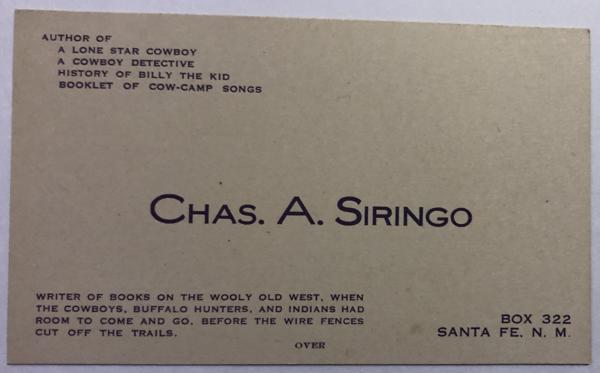 AUTHOR OF
A LONE STAR COWBOY
A COWBOY DETECTIVE
HISTORY OF BILLY THE KID
BOOKLET OF COW-CAMP SONGS
CHAS. A. SIRINGO
WRITER OF BOOKS ON THE WOOLY OLD WEST, WHEN
THE COWBOYS, BUFFALO HUNTERS, AND INDIANS HAD
ROOM TO COME AND GO, BEFORE THE WIRE FENCES
CUT OFF THE TRAILS.
OVER
BOX 322
SANTA FE, N. M.